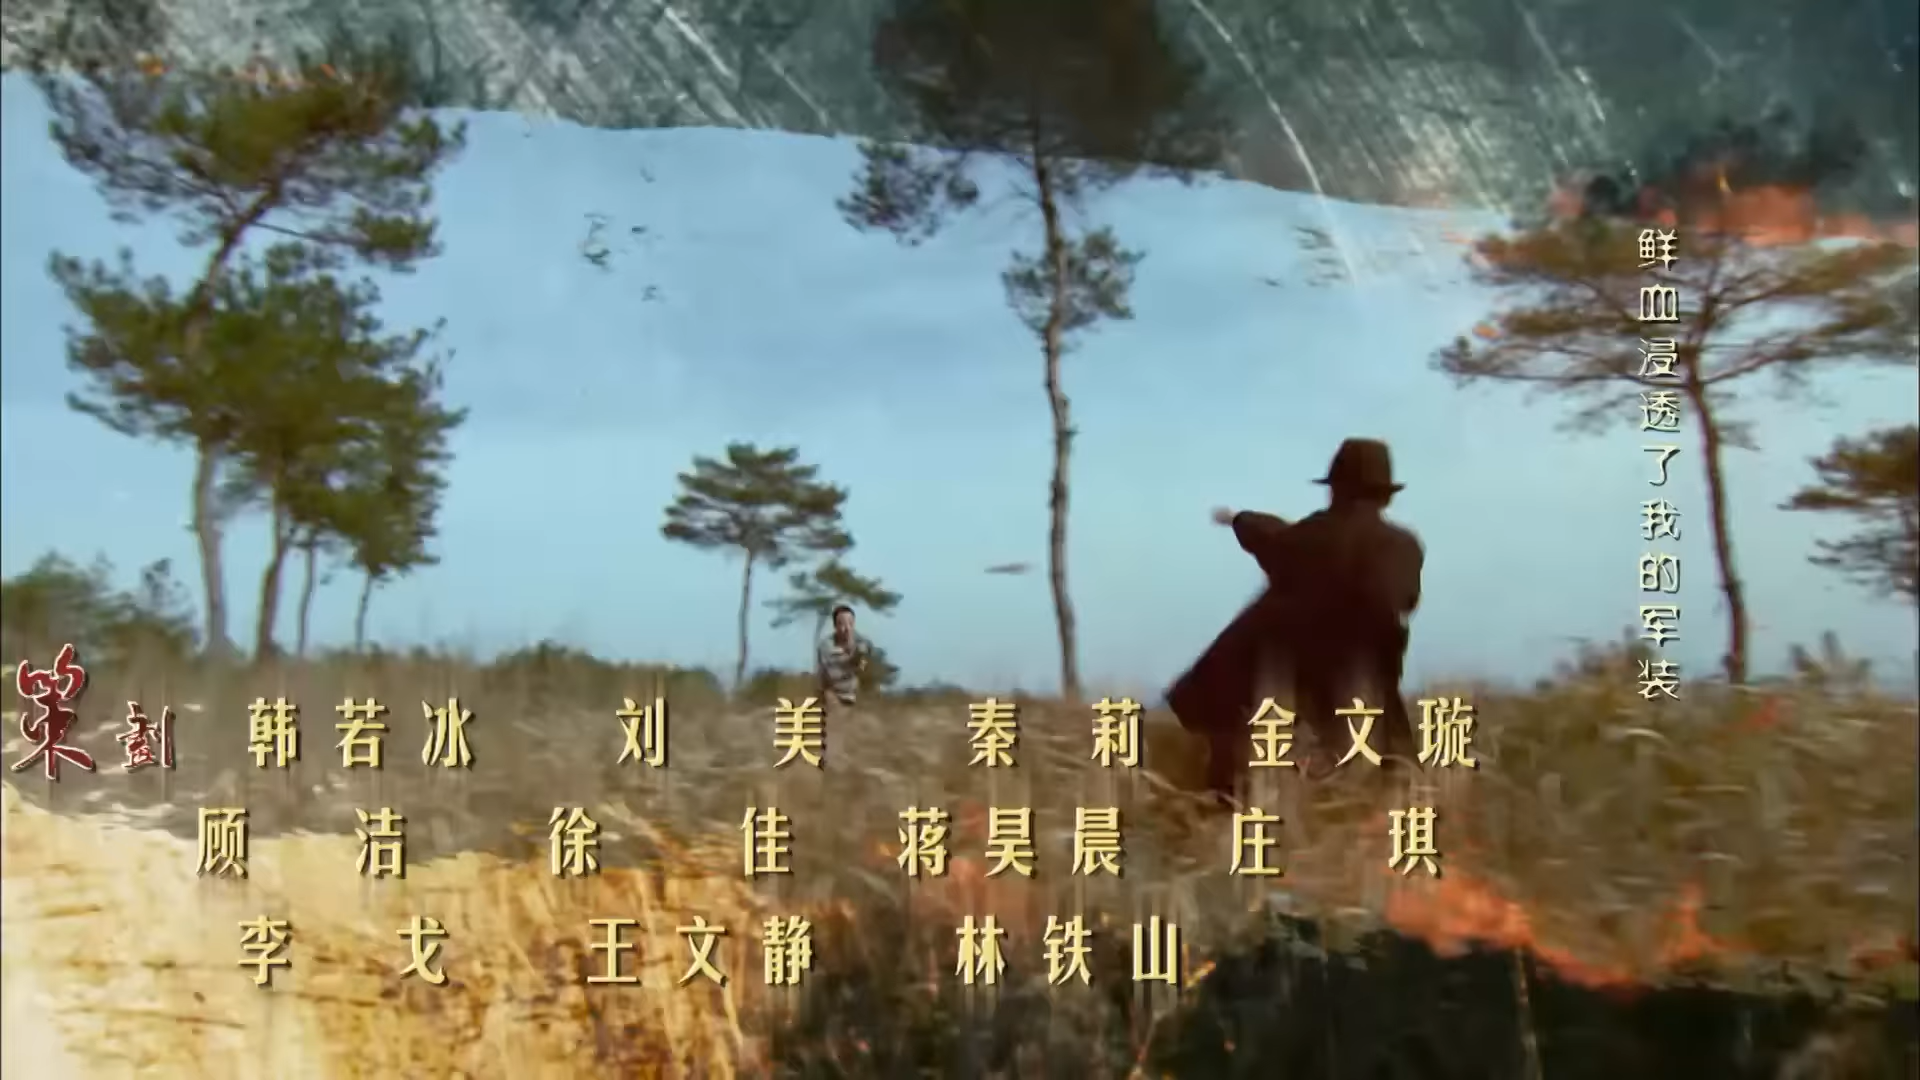 鲜血浸透了我的军装
策劃 韩若冰 刘美 秦莉 金文璇
顾洁 徐佳 蒋昊晨 庄琪
李戈 王文静 林铁山